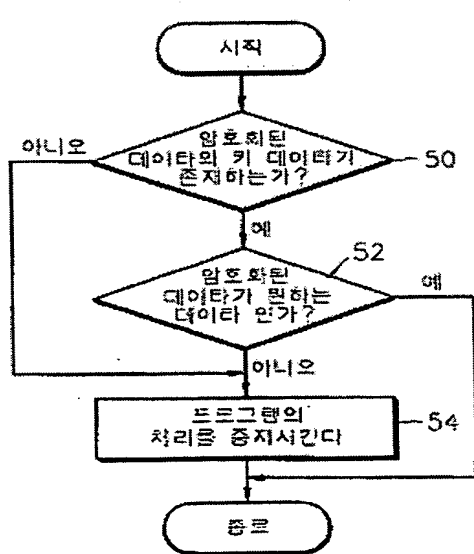 시작
암호화된
데이타의 키 데이타가
존재하는가?
50
아니오
예
52
암호화된
데이타가 원하는
데이타 인가?
예
아니오
프로그램의
처리를 중지시킨다
54
종료